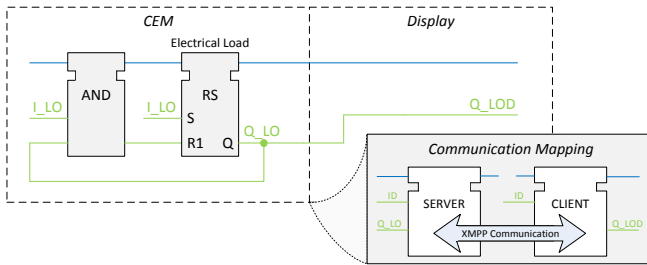 CEM
Display
Electrical Load
AND
RS
I_LO
I_LO
S
R1
Q
Q_LO
Q_LOD
Communication Mapping
ID
SERVER
ID
CLIENT
Q_LO
XMPP Communication
Q_LOD